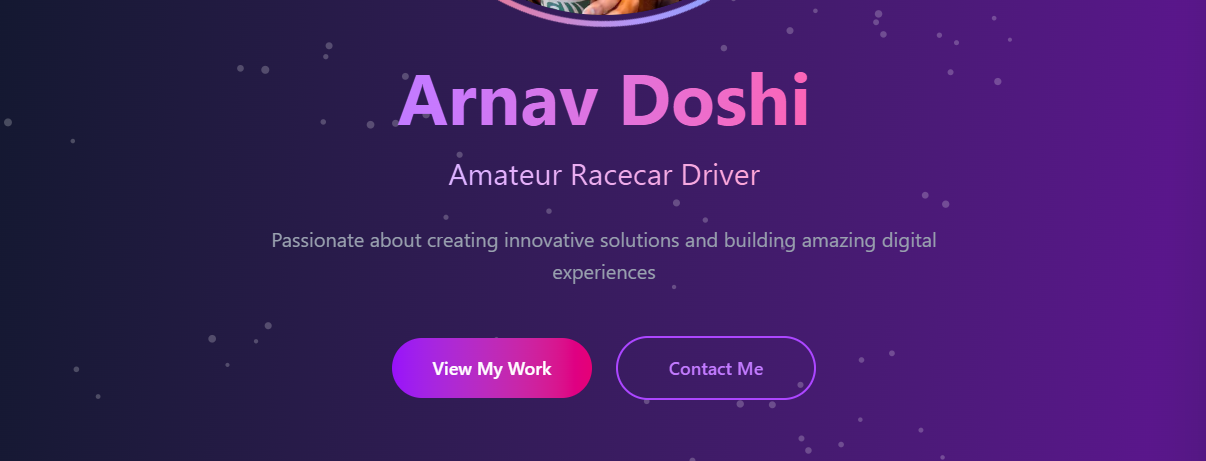 Arnav Doshi
Amateur Racecar Driver
Passionate about creating innovative solutions and building amazing digital
experiences
View My Work
Contact Me